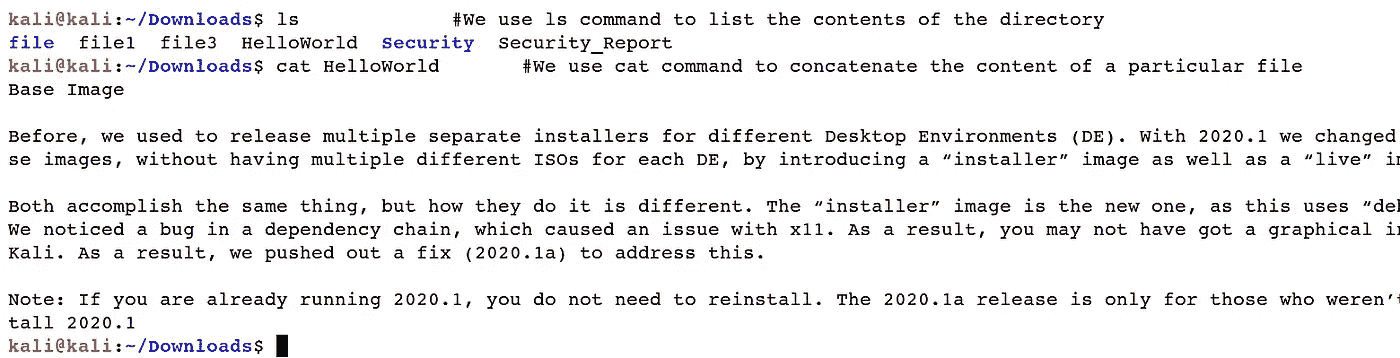 kali@kali:~/Downloads$ ls             #We use ls command to list the contents of the directory
file  file1  file3  HelloWorld  Security  Security_Report
kali@kali:~/Downloads$ cat HelloWorld       #We use cat command to concatenate the content of a particular file
Base Image
Before, we used to release multiple separate installers for different Desktop Environments (DE). With 2020.1 we changed
se images, without having multiple different ISOs for each DE, by introducing a “installer” image as well as a “live”
Both accomplish the same thing, but how they do it is different. The “installer” image is the new one, as this uses
We noticed a bug in a dependency chain, which caused an issue with x11. As a result, you may not have got a graphical
Kali. As a result, we pushed out a fix (2020.1a) to address this.
Note: If you are already running 2020.1, you do not need to reinstall. The 2020.1a release is only for those who weren’
tall 2020.1
kali@kali:~/Downloads$